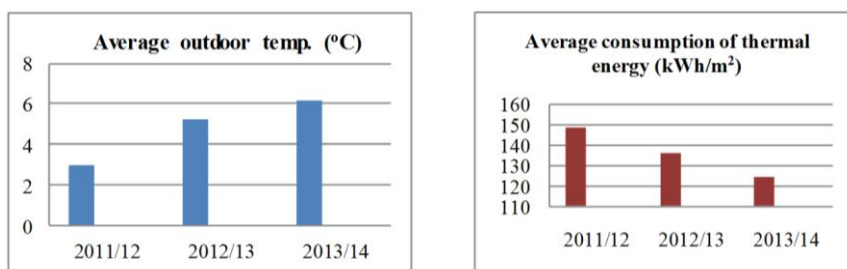 Average outdoor temp. (ºC)
8
6
4
2
0
2011/12 2012/13 2013/14
Average consumption of thermal
energy (kWh/m²)
160
150
140
130
120
110
2011/12 2012/13 2013/14